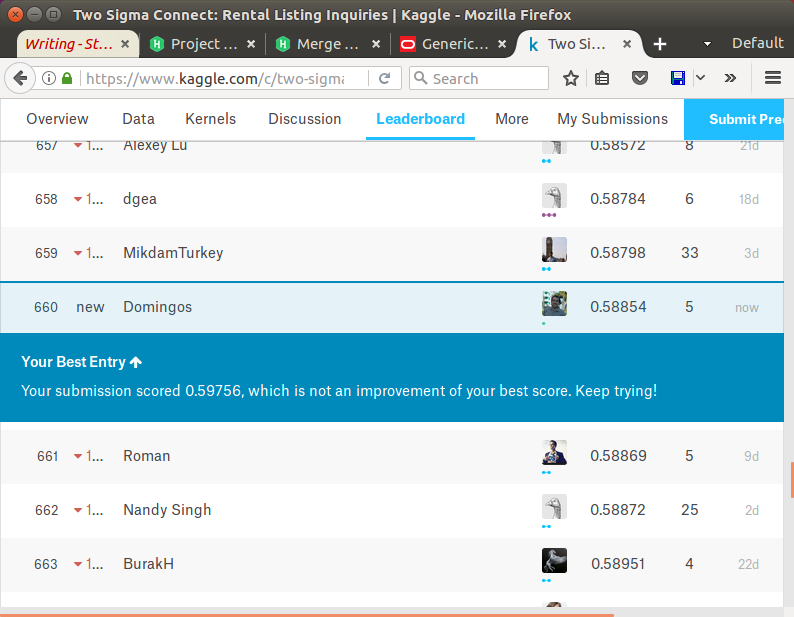 Two Sigma Connect: Rental Listing Inquiries | Kaggle - Mozilla Firefox
Writing - St... × Project ... × Merge ... × Generic... × k Two Si... × Default
https://www.kaggle.com/c/two-sigma Search
Overview Data Kernels Discussion Leaderboard More My Submissions Submit Pre
657 1... Alexey Lu 0.58572 8 21d
658 1... dgea 0.58784 6 18d
659 1... MikdamTurkey 0.58798 33 3d
660 new Domingos 0.58854 5 now
Your Best Entry
Your submission scored 0.59756, which is not an improvement of your best score. Keep trying!
661 1... Roman 0.58869 5 9d
662 1... Nandy Singh 0.58872 25 2d
663 1... BurakH 0.58951 4 22d